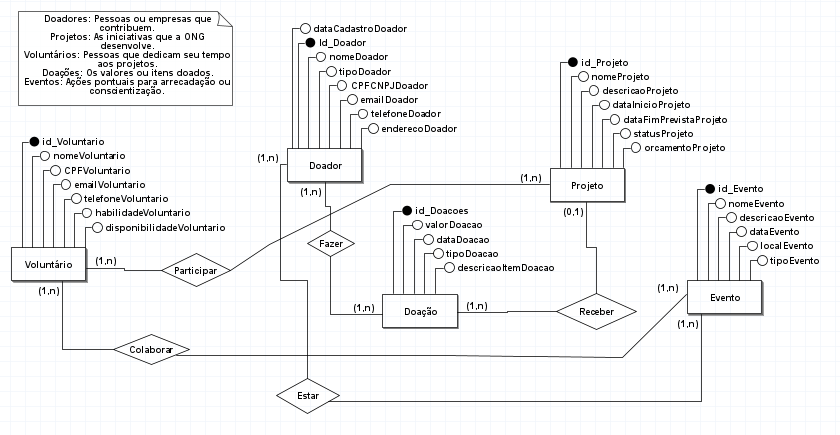 Doadores: Pessoas ou empresas que
contribuem.
Projetos: As iniciativas que a ONG
desenvolve.
Voluntários: Pessoas que dedicam seu tempo
aos projetos.
Doações: Os valores ou itens doados.
Eventos: Ações pontuais para arrecadação ou
conscientização.
dataCadastroDoador
Id_Doador
nomeDoador
tipoDoador
CPFCNPJDoador
emailDoador
telefoneDoador
enderecoDoador
(1,n)
Doador
(1,n)
id_Projeto
nomeProjeto
descricaoProjeto
dataInicioProjeto
dataFimPrevistaProjeto
statusProjeto
orcamentoProjeto
(1,n)
Projeto
(0,1)
id_Voluntario
nomeVoluntario
CPFVoluntario
emailVoluntario
telefoneVoluntario
habilidadeVoluntario
disponibilidadeVoluntario
Voluntário
(1,n)
(1,n)
Participar
Fazer
id_Doacoes
valorDoacao
dataDoacao
tipoDoacao
descricaoItemDoacao
(1,n)
Doação
(1,n)
Receber
id_Evento
nomeEvento
descricaoEvento
dataEvento
localEvento
tipoEvento
(1,n)
Evento
(1,n)
Colaborar
Estar